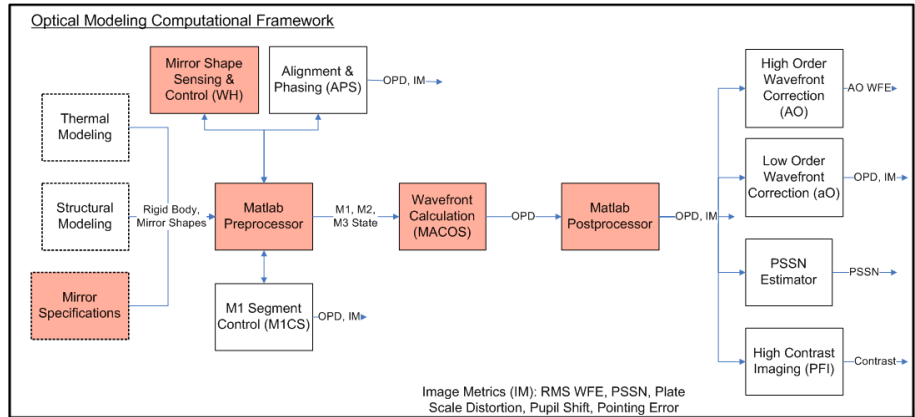 Optical Modeling Computational Framework
Mirror Shape
Sensing &
Control (WH)
Alignment &
Phasing (APS)
OPD, IM
High Order
Wavefront
Correction
(AO)
AO WFE
Thermal
Modeling
Low Order
Wavefront
Correction (aO)
OPD, IM
Structural
Modeling
Rigid Body,
Mirror Shapes
Matlab
Preprocessor
M1, M2,
M3 State
Wavefront
Calculation
(MACOS)
OPD
Matlab
Postprocessor
OPD, IM
PSSN
Estimator
PSSN
Mirror
Specifications
M1 Segment
Control (M1CS)
OPD, IM
High Contrast
Imaging (PFI)
Contrast
Image Metrics (IM): RMS WFE, PSSN, Plate
Scale Distortion, Pupil Shift, Pointing Error